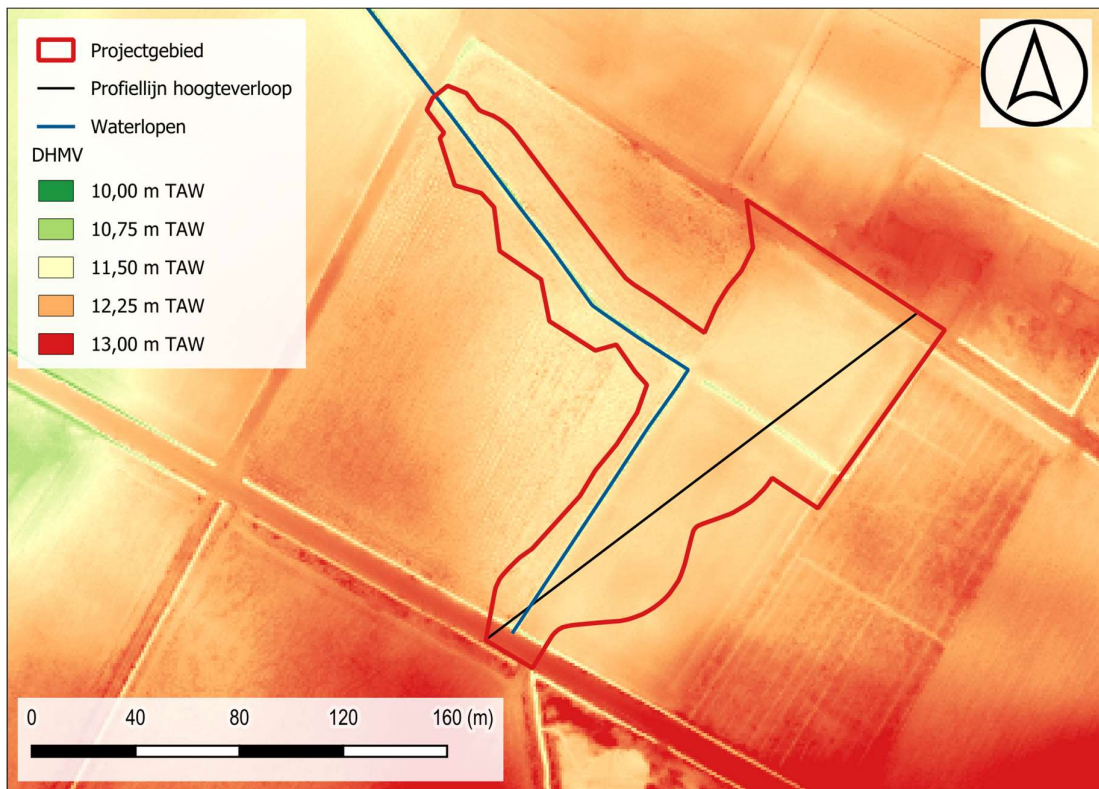 Projectgebied
Profiellijn hoogteverloop
Waterlopen
DHMV
10,00 m TAW
10,75 m TAW
11,50 m TAW
12,25 m TAW
13,00 m TAW
0 40 80 120 160 (m)